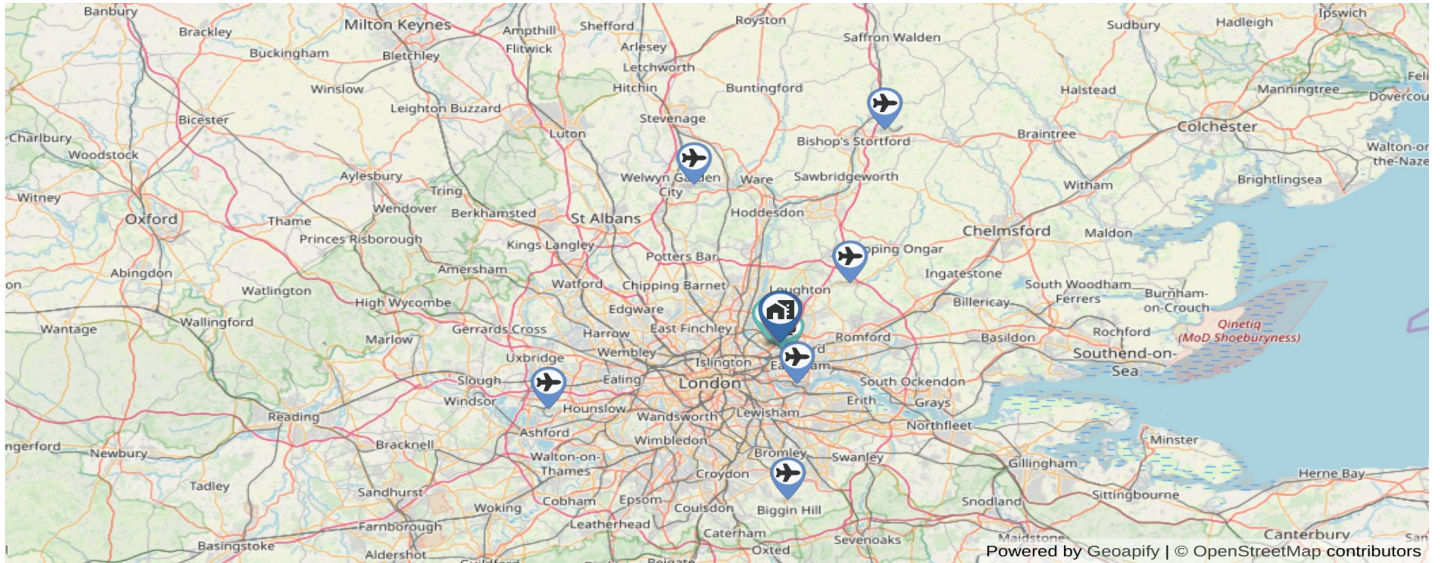 Banbury
Brackley
Milton Keynes
Ampthill
Shefford
Royston
Saffron Walden
Sudbury
Hadleigh
Ipswich
Buckingham
Bletchley
Flitwick
Arlesey
Letchworth
Winslow
Hitchin
Buntingford
Halstead
Manningtree
Feli
Dovercou
Leighton Buzzard
Bicester
Luton
Stevenage
Colchester
Charlbury
Woodstock
Bishop's Stortford
Braintree
Walton-on-
the-Naze
Aylesbury
Tring
Welwyn Garden
City
Ware
Sawbridgeworth
Witham
Brightlingsea
Witney
Oxford
Thame
Wendover
Berkhamsted
St Albans
Hoddesdon
Chelmsford
Maldon
Princes Risborough
Kings Langley
Potters Bar
pping Ongar
Abingdon
Amersham
Watford
Chipping Barnet
Loughton
Ingatestone
South Woodham
Ferrers
Burnham-
on-Crouch
on
Watlington
High Wycombe
Edgware
Billericay
Wantage
Wallingford
Marlow
Gerrards Cross
Harrow
East Finchley
Romford
Basildon
Rochford
Qinetiq
(MoD Shoeburyness)
Uxbridge
Wembley
Islington
Southend-on-
Sea
Slough
Windsor
Ealing
London
South Ockendon
Reading
Hounslow
Wandsworth
Lewisham
Erith
Grays
ngerford
Newbury
Bracknell
Ashford
Wimbledon
Northfleet
Minster
Walton-on-
Thames
Bromley
Swanley
Gillingham
Herne Bay
Tadley
Sandhurst
Woking
Cobham
Epsom
Croydon
Coulsdon
Biggin Hill
Snodland
Sittingbourne
Farnborough
Leatherhead
Caterham
Sevenoaks
Maidstone
Canterbury
San
Basingstoke
Aldershot
Guildford
Reigate
Oxted
Powered by Geoapify | © OpenStreetMap contributors